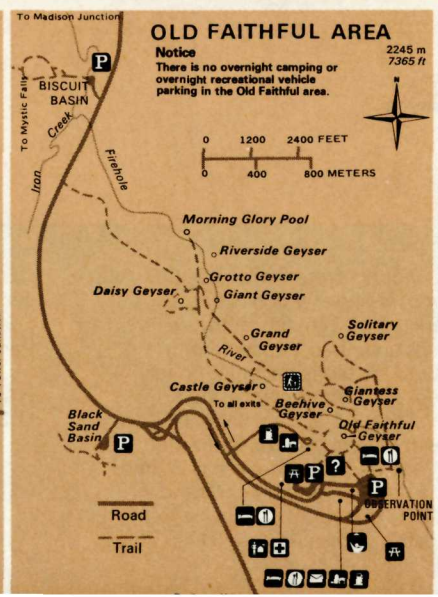 To Madison Junction
OLD FAITHFUL AREA
Notice
There is no overnight camping or
overnight recreational vehicle
parking in the Old Faithful area.
2245 m
7365 ft
N
P
BISCUIT
BASIN
To Mystic Falls
Iron
Creek
Firehole
0 1200 2400 FEET
0 400 800 METERS
Morning Glory Pool
Riverside Geyser
Grotto Geyser
Daisy Geyser
Giant Geyser
Grand
Geyser
River
Solitary
Geyser
Castle Geyser
To all exits
Beehive
Geyser
Giantess
Geyser
Old Faithful
Geyser
Black
Sand
Basin
P
P
?
P
OBSERVATION
POINT
Road
Trail